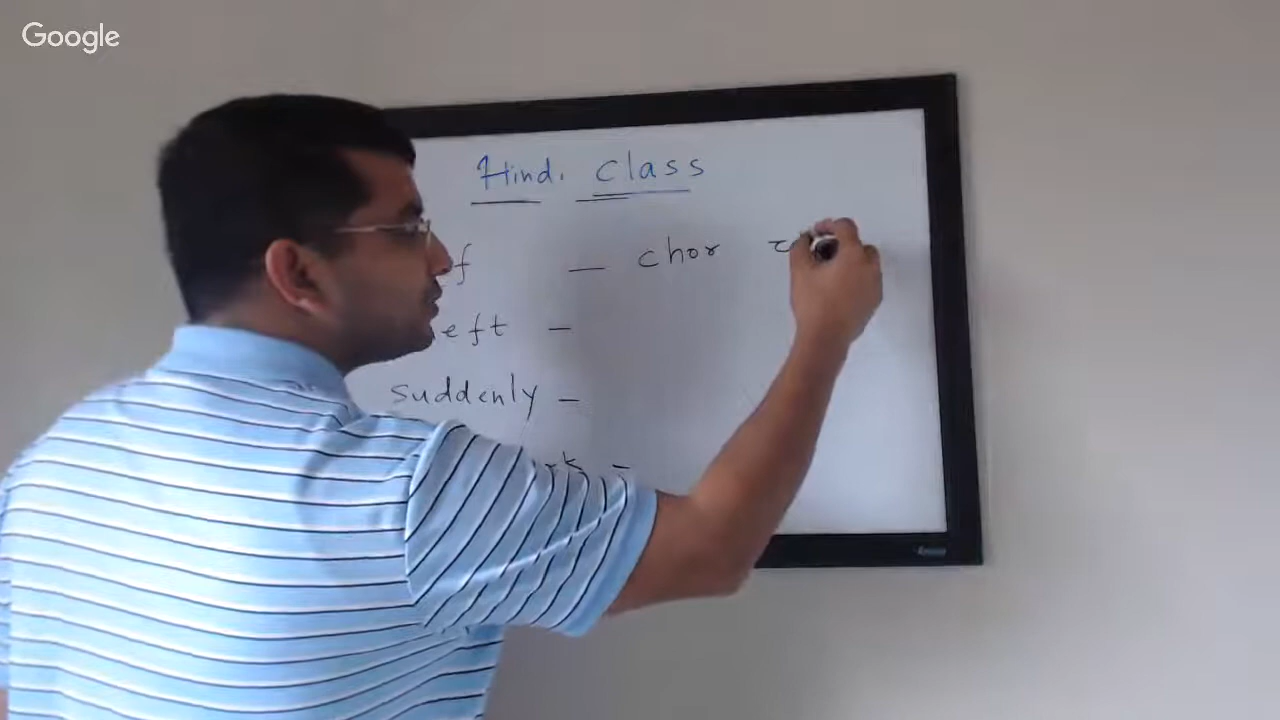 Google
Hindi Class
f — chor
eft —
suddenly —
k –